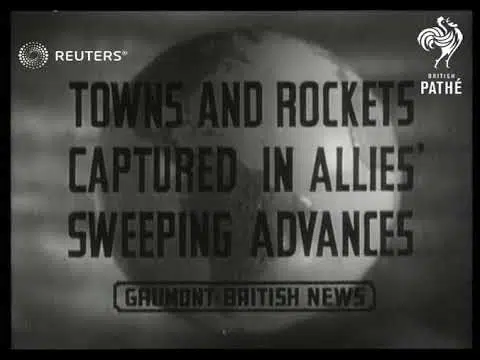 REUTERS®
BRITISH
PATHÉ
TOWNS AND ROCKETS
CAPTURED IN ALLIES'
SWEEPING ADVANCES
GAUMONT-BRITISH NEWS